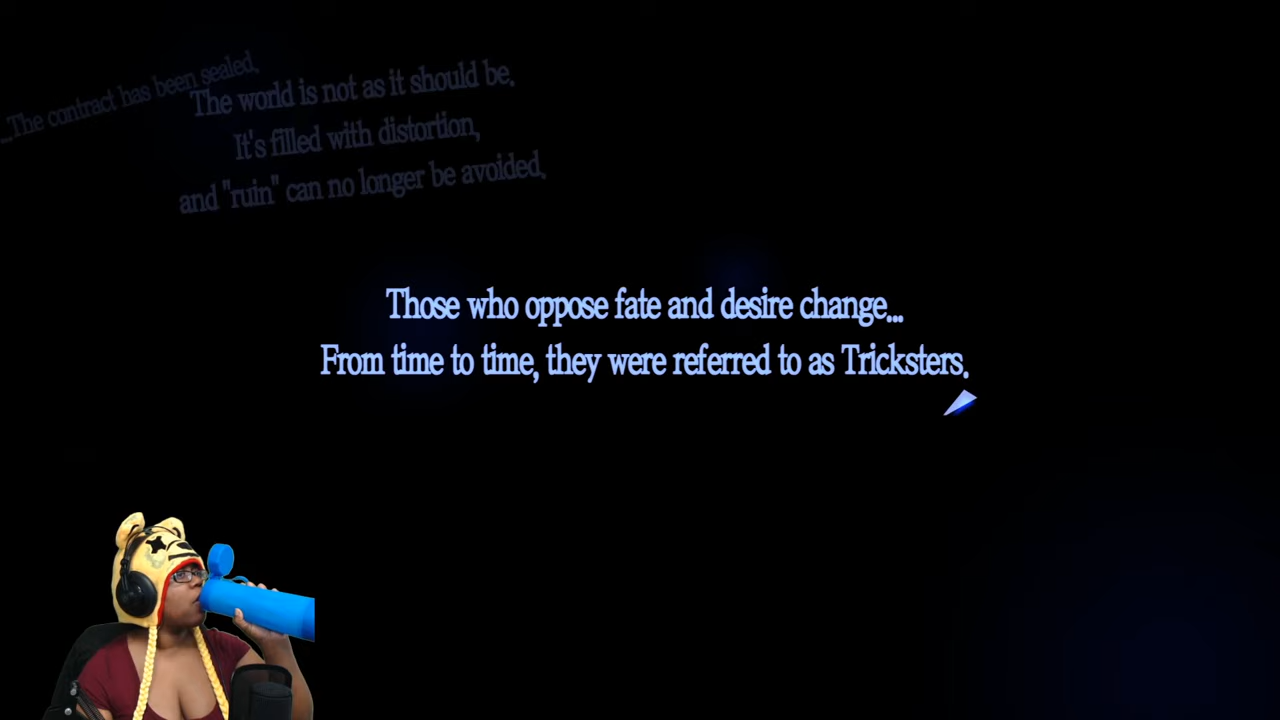 ...The contract has been sealed,
The world is not as it should be.
It's filled with distortion,
and "ruin" can no longer be avoided.
Those who oppose fate and desire change...
From time to time, they were referred to as Tricksters.